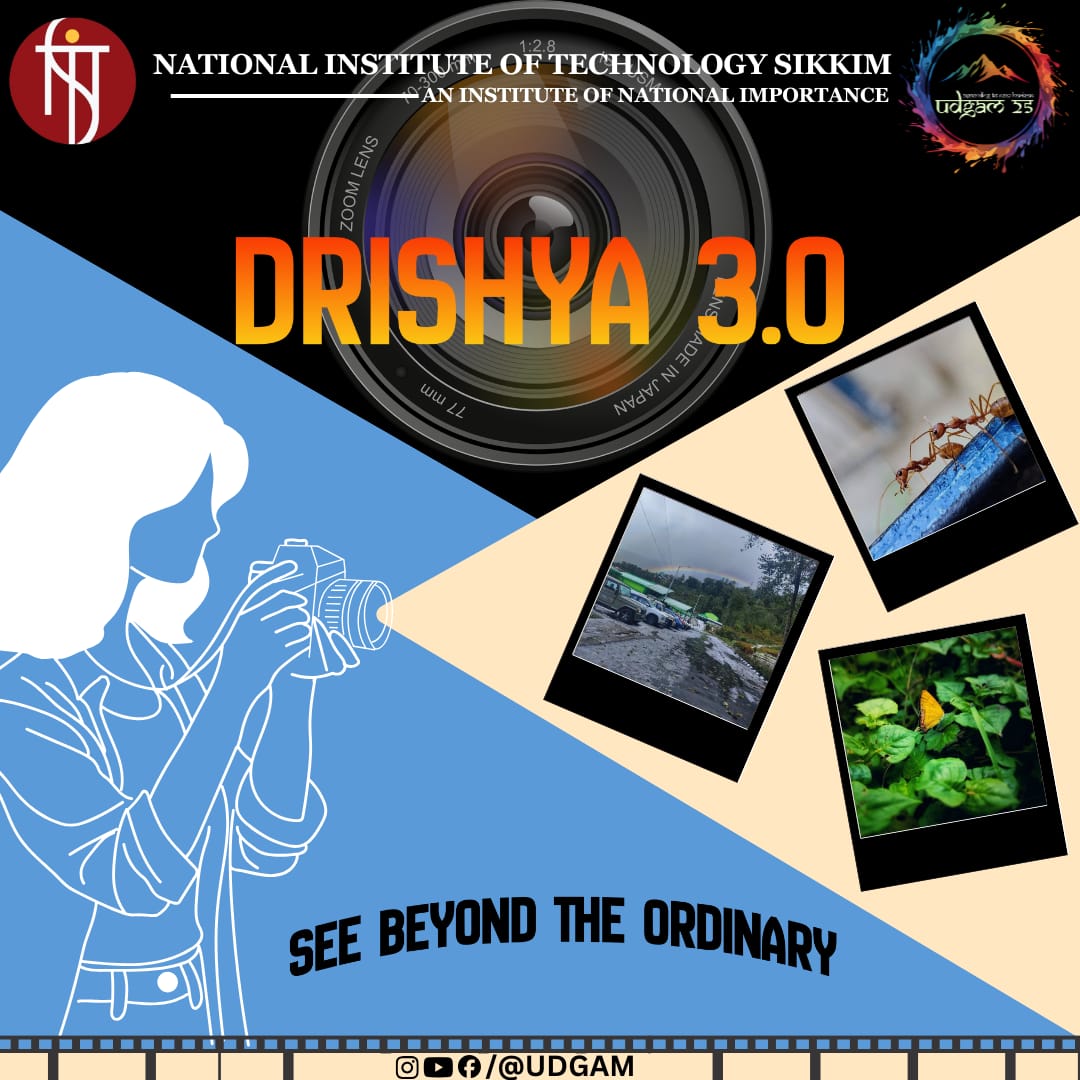 NATIONAL INSTITUTE OF TECHNOLOGY SIKKIM
AN INSTITUTE OF NATIONAL IMPORTANCE
udgam 25
1:2.8
ZOOM LENS
DRISHYA 3.0
MADE IN JAPAN
77 mm
SEE BEYOND THE ORDINARY
/@UDGAM